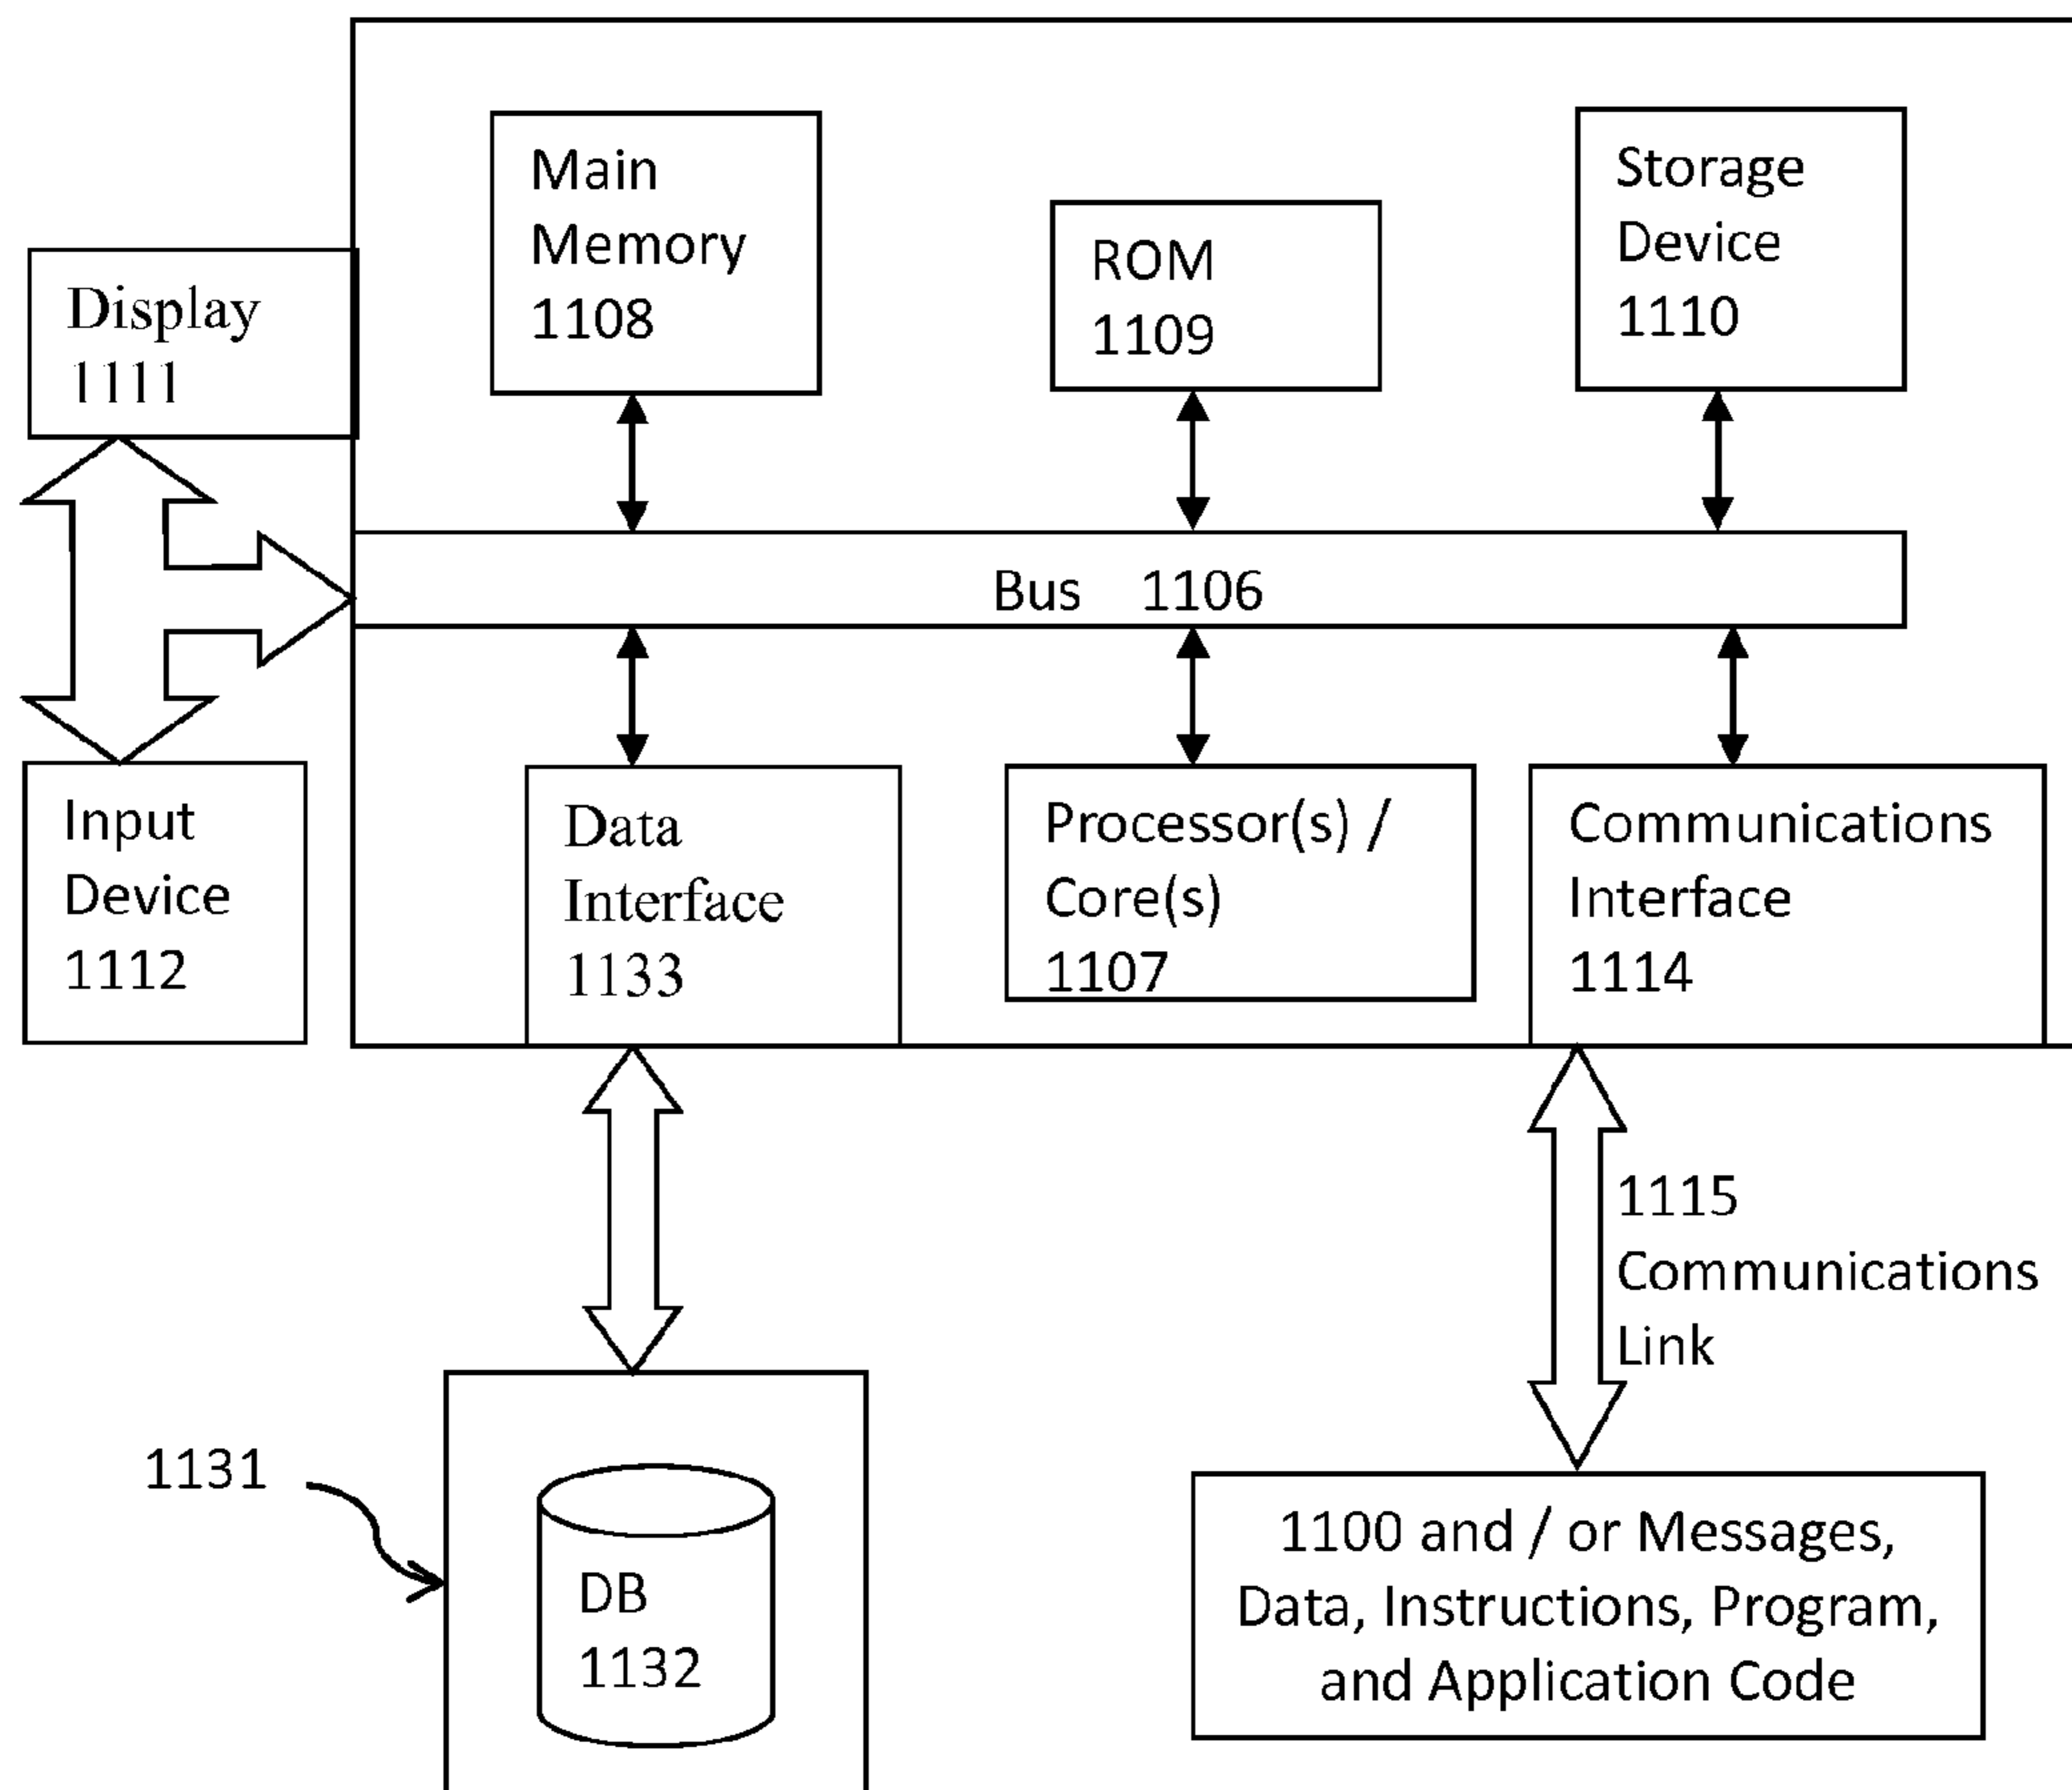 Main
Memory
1108
ROM
1109
Storage
Device
1110
Display
1111
Bus 1106
Input
Device
1112
Data
Interface
1133
Processor(s) /
Core(s)
1107
Communications
Interface
1114
1115
Communications
Link
1131
DB
1132
1100 and / or Messages,
Data, Instructions, Program,
and Application Code